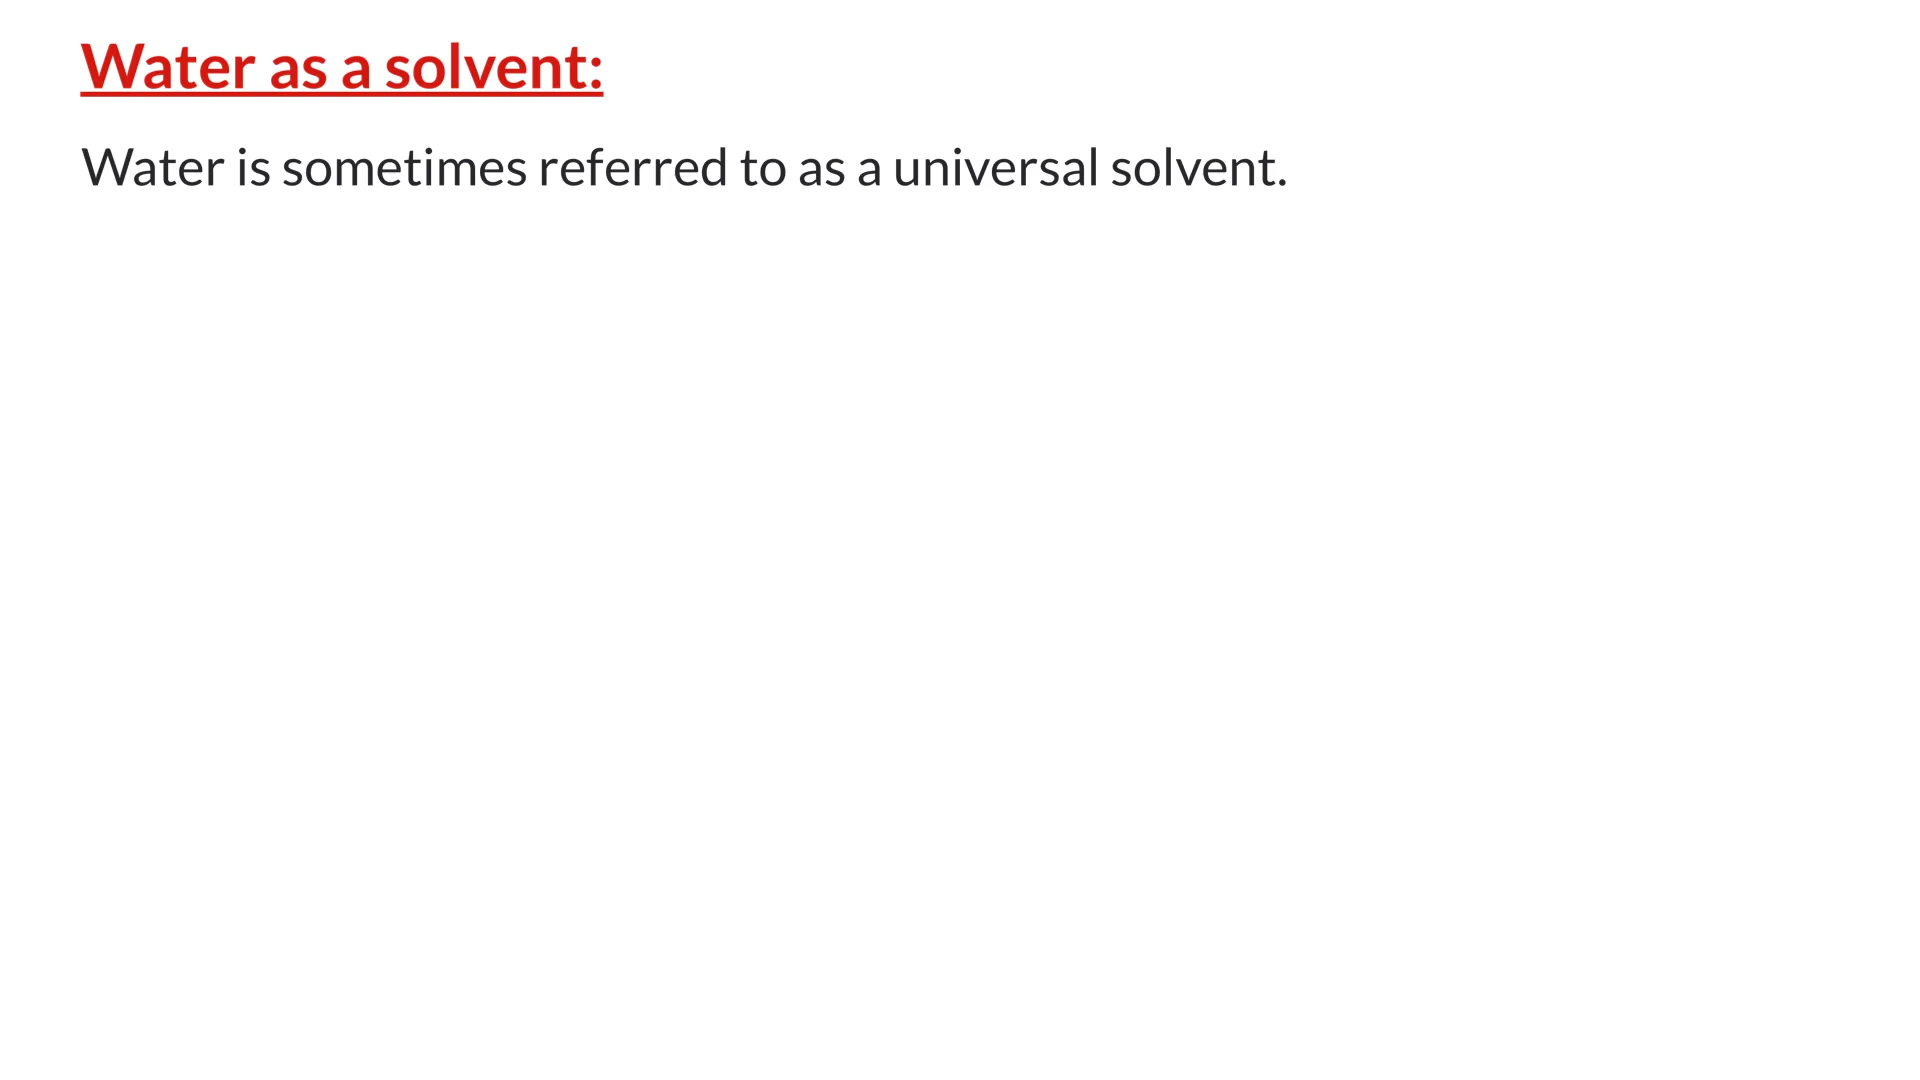 Water as a solvent:
Water is sometimes referred to as a universal solvent.